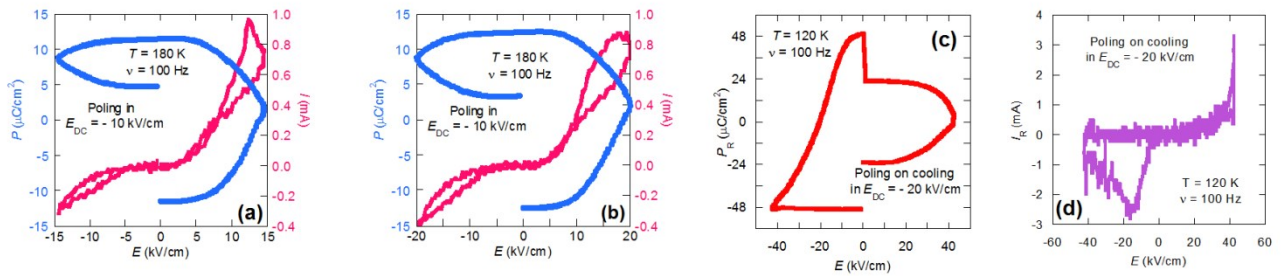 15
10
5
0
-5
-10
-15
P (µC/cm²)
T = 180 K
ν = 100 Hz
Poling in
E_DC = - 10 kV/cm
(a)
1.0
0.8
0.6
0.4
0.2
0.0
0.2
0.4
I (mA)
-15 -10 -5 0 5 10 15
E (kV/cm)
15
10
5
0
-5
-10
-15
P (µC/cm²)
T = 180 K
ν = 100 Hz
Poling in
E_DC = - 10 kV/cm
(b)
1.0
0.8
0.6
0.4
0.2
0.0
-0.2
-0.4
I (mA)
-20 -15 -10 -5 0 5 10 15 20
E (kV/cm)
48
24
0
-24
-48
P_R (µC/cm²)
T = 120 K
ν = 100 Hz
(c)
Poling on cooling
in E_DC = - 20 kV/cm
-40 -20 0 20 40
E (kV/cm)
4
3
2
1
0
-1
-2
-3
I_R (mA)
Poling on cooling
in E_DC = - 20 kV/cm
T = 120 K
ν = 100 Hz
(d)
-60 -40 -20 0 20 40 60
E (kV/cm)